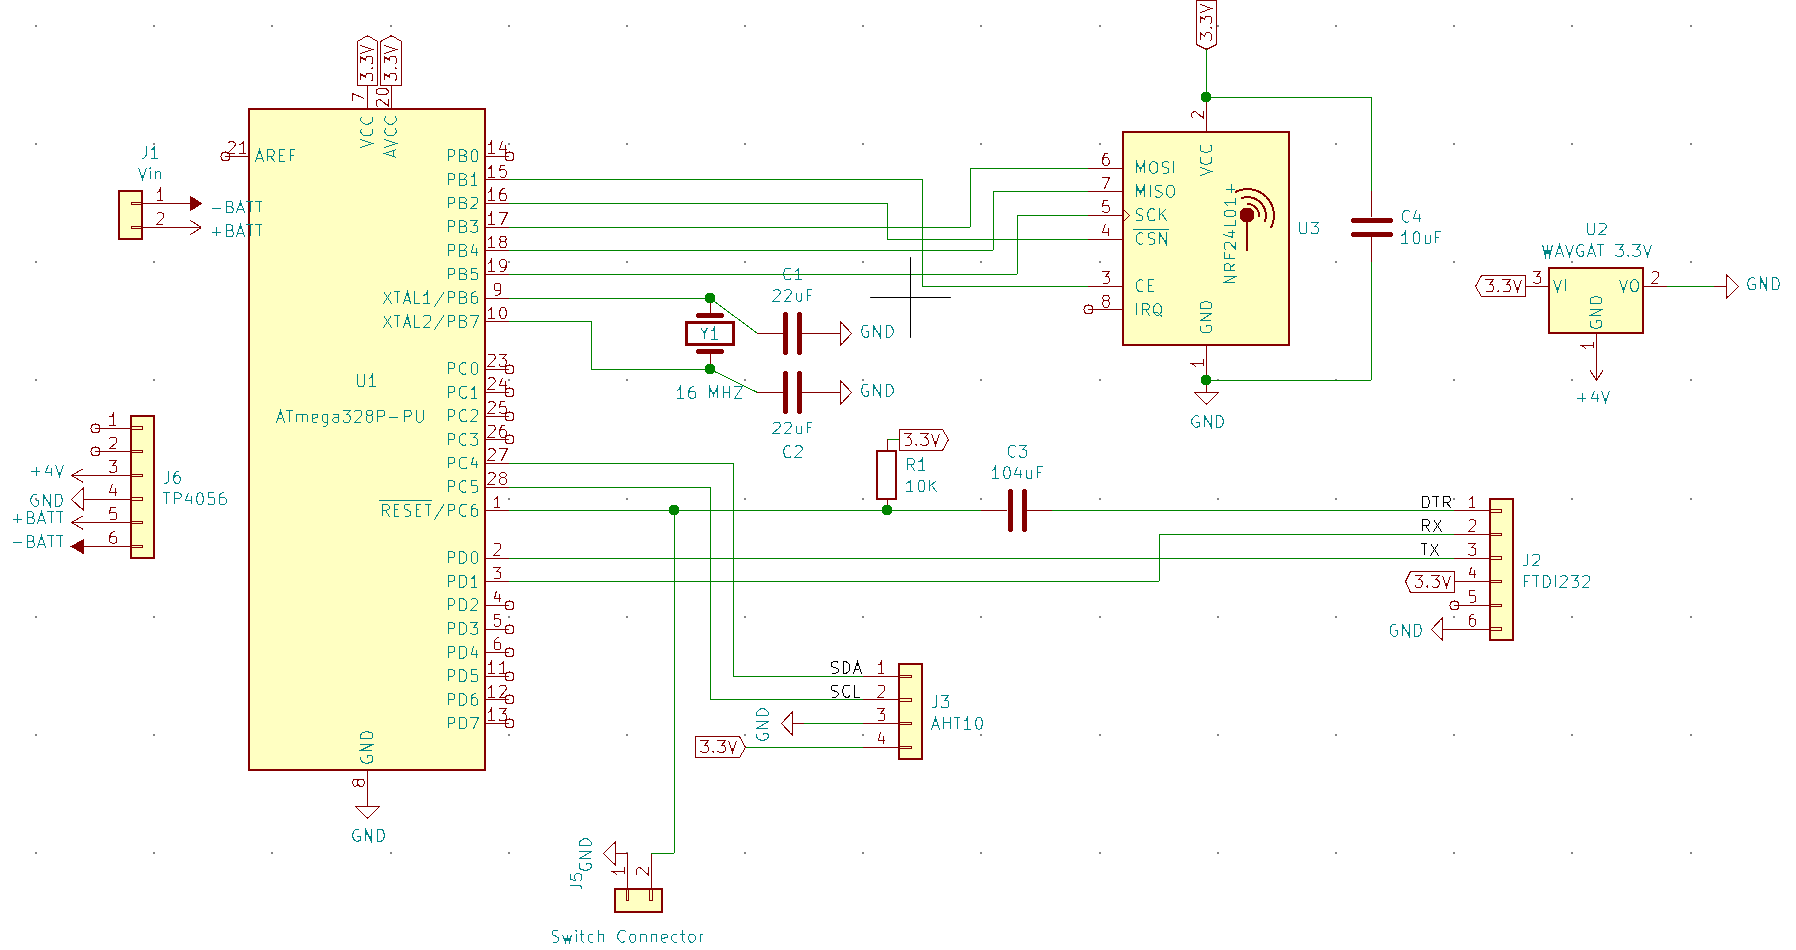 3.3V
3.3V
3.3V
7
20
VCC
AVCC
21
AREF
J1
Vin
1
-BATT
2
+BATT
PB0
14
PB1
15
PB2
16
PB3
17
PB4
18
PB5
19
XTAL1/PB6
9
XTAL2/PB7
10
PC0
23
PC1
24
PC2
25
PC3
26
PC4
27
PC5
28
RESET/PC6
1
PD0
2
PD1
3
PD2
4
PD3
5
PD4
6
PD5
11
PD6
12
PD7
13
U1
ATmega328P-PU
GND
8
GND
C1
22uF
GND
Y1
16 MHZ
GND
22uF
C2
2
VCC
6
MOSI
7
MISO
5
SCK
4
CSN
3
CE
8
IRQ
NRF24L01+
U3
GND
1
GND
C4
10uF
U2
WAVGAT 3.3V
3.3V
3
VI
VO
2
GND
GND
1
+4V
1
2
+4V
3
GND
4
+BATT
5
-BATT
6
J6
TP4056
3.3V
R1
10K
C3
104uF
DTR
1
RX
2
TX
3
3.3V
4
5
GND
6
J2
FTDI232
SDA
1
SCL
2
GND
3
3.3V
4
J3
AHT10
GND
1
2
J5
Switch Connector